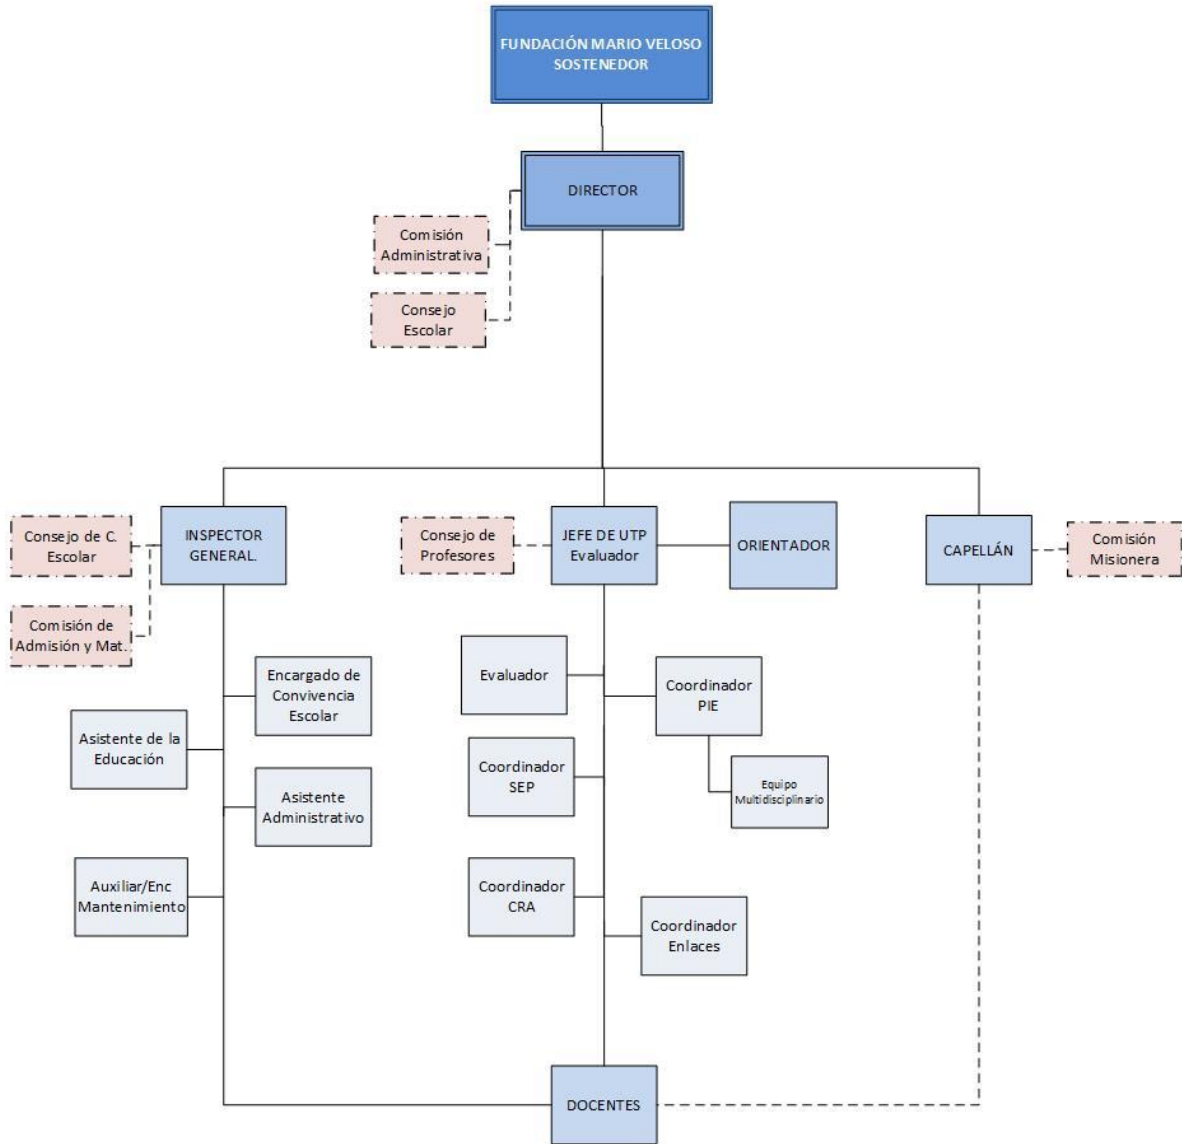 FUNDACIÓN MARIO VELOSO
SOSTENEDOR
DIRECTOR
Comisión
Administrativa
Consejo
Escolar
Consejo de C.
Escolar
INSPECTOR
GENERAL.
Consejo de
Profesores
JEFE DE UTP
Evaluador
ORIENTADOR
CAPELLÁN
Comisión
Misionera
Comisión de
Admisión y Mat.
Encargado de
Convivencia
Escolar
Evaluador
Coordinador
PIE
Asistente de la
Educación
Coordinador
SEP
Equipo
Multidisciplinario
Asistente
Administrativo
Auxiliar/Enc
Mantenimiento
Coordinador
CRA
Coordinador
Enlaces
DOCENTES